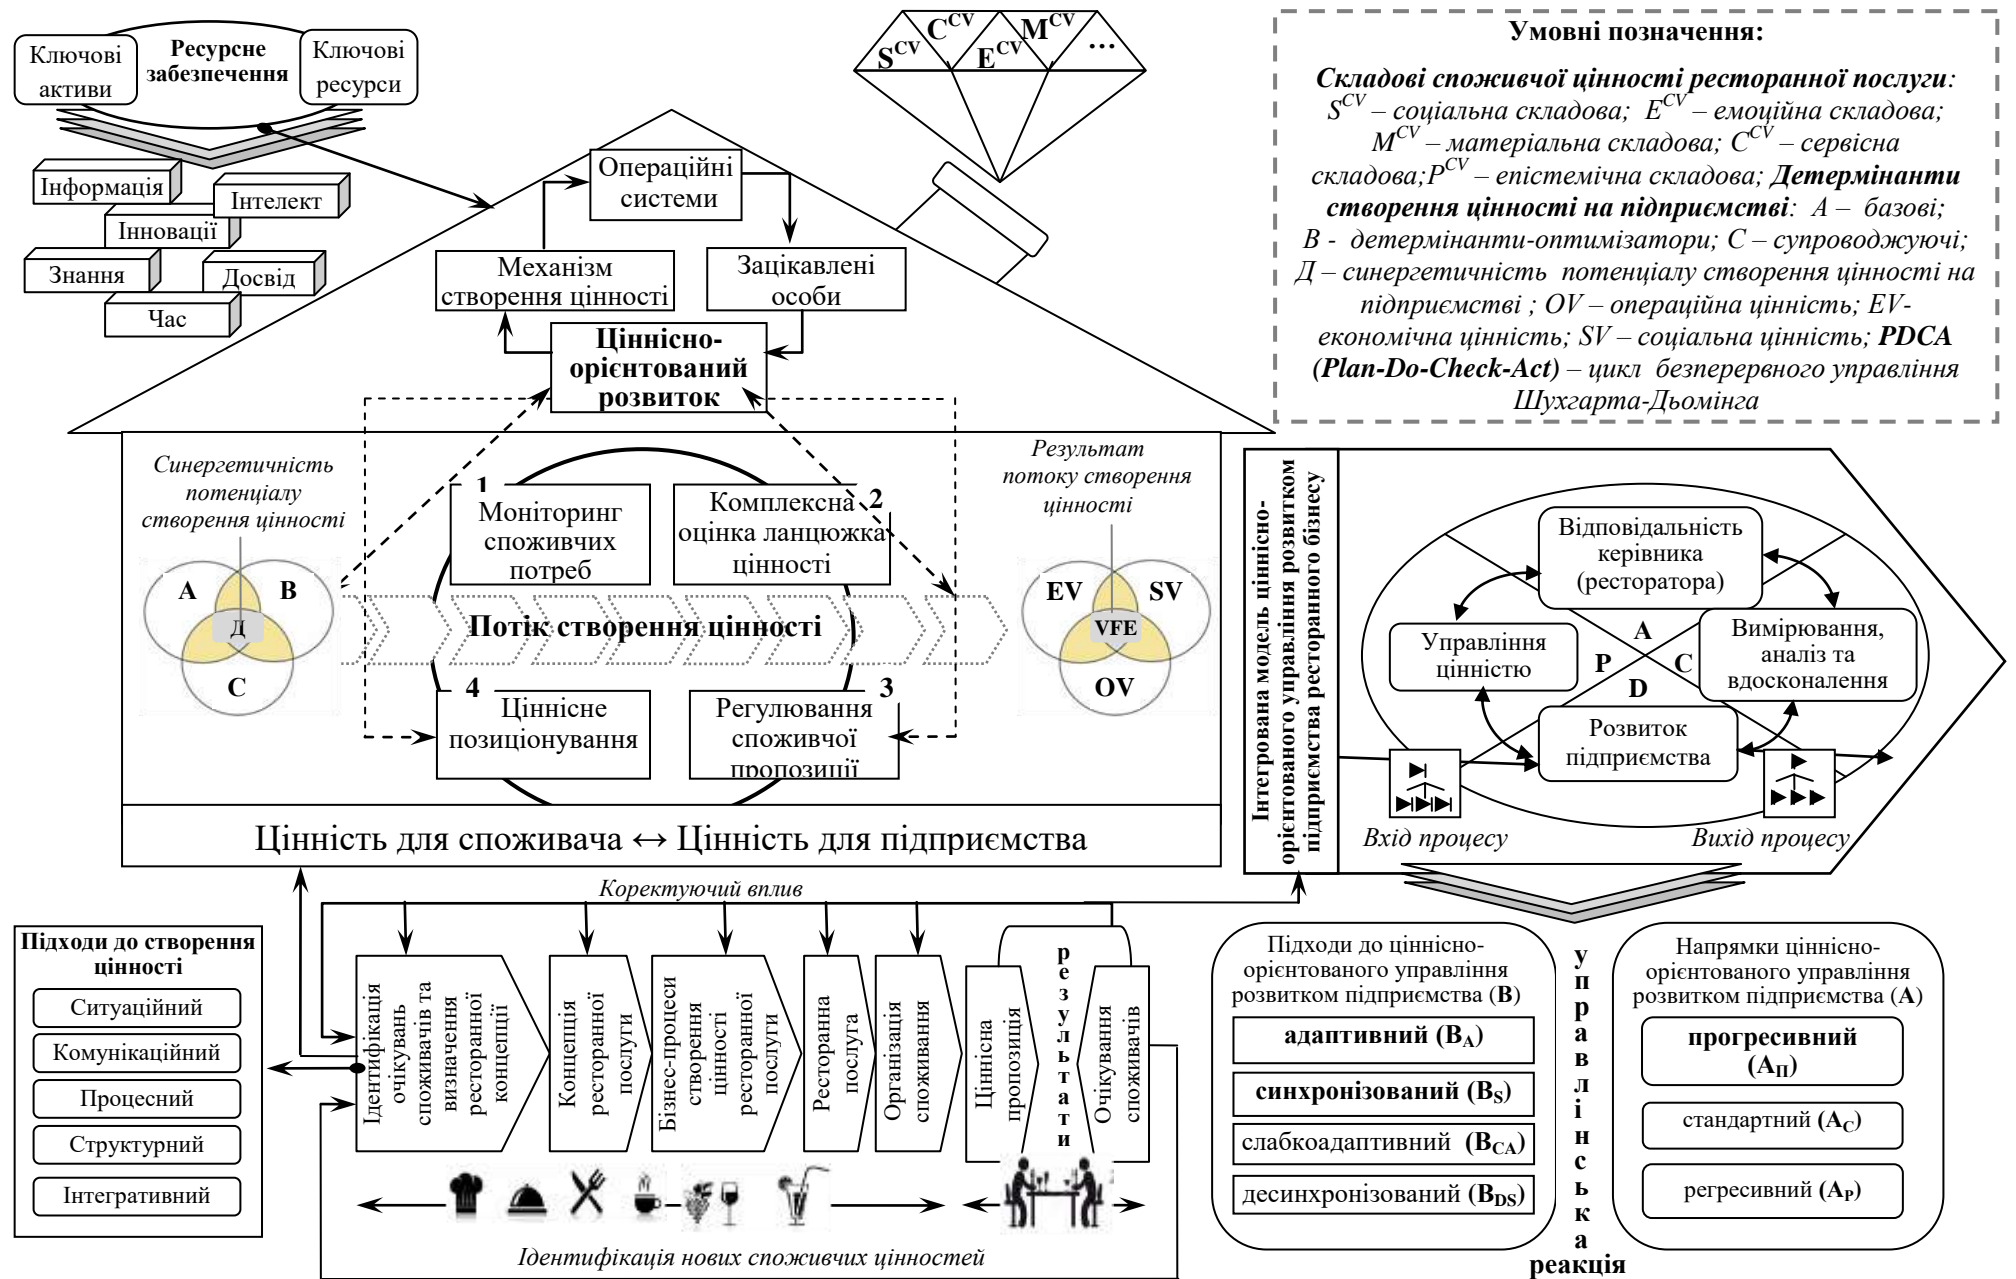 Ключові
активи
Ресурсне
забезпечення
Ключові
ресурси
Інформація
Інтелект
Інновації
Знання
Досвід
Час
S^CV
C^CV
E^CV
M^CV
...
Умовні позначення:
Складові споживчої цінності ресторанної послуги:
S^CV – соціальна складова; E^CV – емоційна складова;
M^CV – матеріальна складова; C^CV – сервісна
складова;P^CV – епістемічна складова; Детермінанти
створення цінності на підприємстві: А – базові;
В - детермінанти-оптимізатори; С – супроводжуючі;
Д – синергетичність потенціалу створення цінності на
підприємстві ; OV – операційна цінність; EV-
економічна цінність; SV – соціальна цінність; PDCA
(Plan-Do-Check-Act) – цикл безперервного управління
Шухгарта-Дьомінга
Операційні
системи
Механізм
створення цінності
Зацікавлені
особи
Ціннісно-
орієнтований
розвиток
Синергетичність
потенціалу
створення цінності
A
B
Д
C
1
Моніторинг
споживчих
потреб
Комплексна 2
оцінка ланцюжка
цінності
Потік створення цінності
4
Ціннісне
позиціонування
3
Регулювання
споживчої
пропозиції
Результат
потоку створення
цінності
EV
SV
VFE
OV
Цінність для споживача ↔ Цінність для підприємства
Інтегрована модель ціннісно-
орієнтованого управління розвитком
підприємства ресторанного бізнесу
Відповідальність
керівника
(ресторатора)
Управління
цінністю
A
P
C
D
Вимірювання,
аналіз та
вдосконалення
Розвиток
підприємства
Вхід процесу
Вихід процесу
Коректуючий вплив
Підходи до створення
цінності
Ситуаційний
Комунікаційний
Процесний
Структурний
Інтегративний
Ідентифікація
очікувань
споживачів та
визначення
ресторанної
концепції
Концепція
ресторанної
послуги
Бізнес-процеси
створення
цінності
ресторанної
послуги
Ресторанна
послуга
Організація
споживання
Ціннісна
пропозиція
результати
Очікування
споживачів
Ідентифікація нових споживчих цінностей
Підходи до ціннісно-
орієнтованого управління
розвитком підприємства (В)
адаптивний (В_А)
синхронізований (В_S)
слабкоадаптивний (В_СА)
десинхронізований (В_DS)
управлінська
реакція
Напрямки ціннісно-
орієнтованого управління
розвитком підприємства (А)
прогресивний
(А_П)
стандартний (А_С)
регресивний (А_Р)